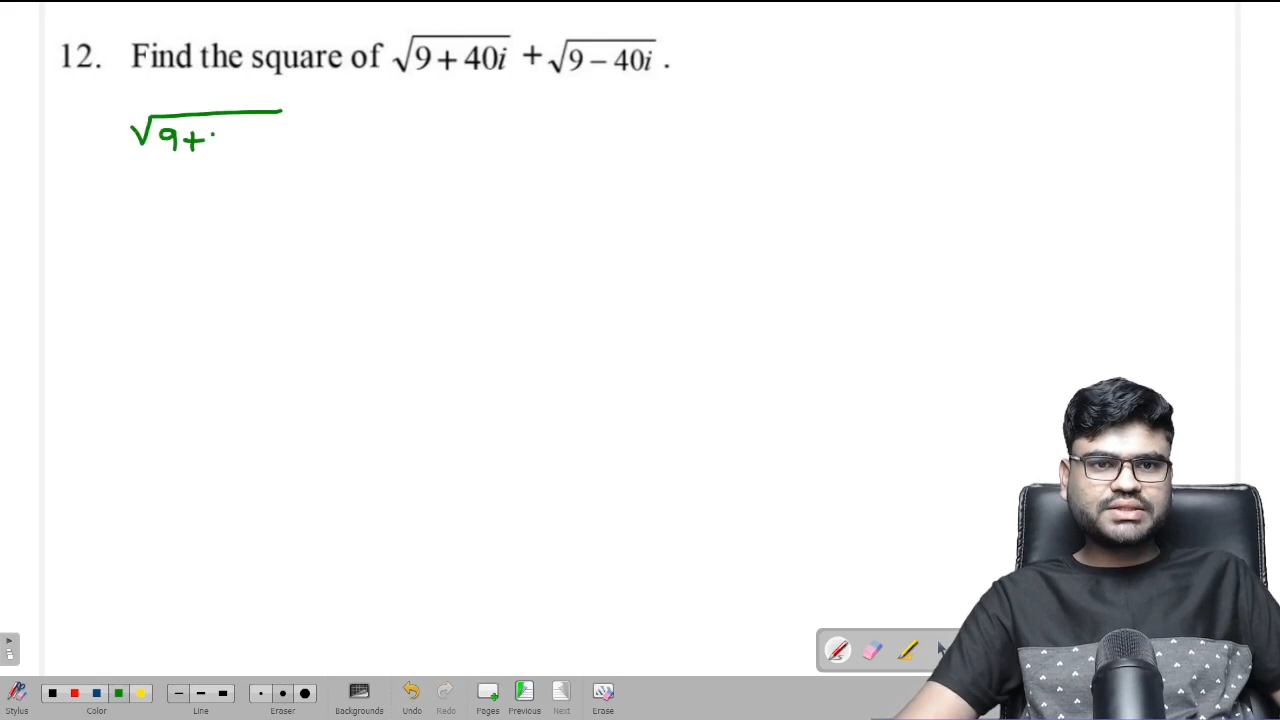 12. Find the square of √9 + 40i + √9 – 40i .
√9+
Stylus
Color
Line
Eraser
Backgrounds
Undo
Redo
Pages
Previous
Next
Erase